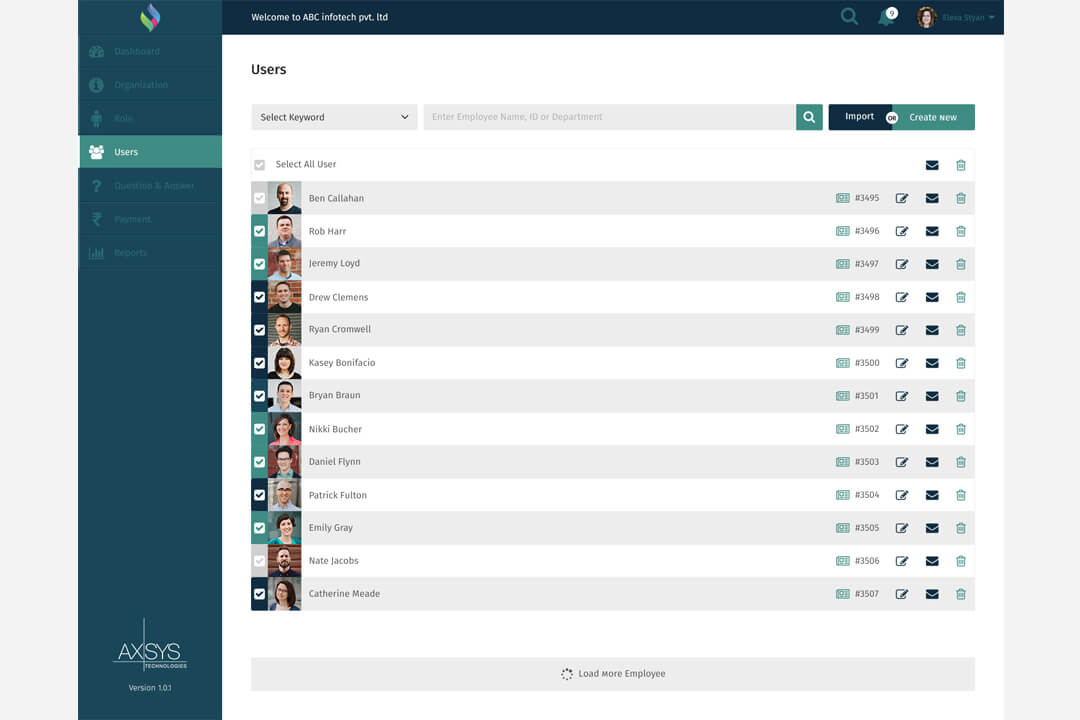 Welcome to ABC infotech pvt. ltd
9
Eleva Styan
Dashboard
Organization
Role
Users
Question & Answer
Payment
Reports
AXSYS
TECHNOLOGIES
Version 1.0.1
Users
Select Keyword
Enter Employee Name, ID or Department
Import
OR
Create New
Select All User
Ben Callahan #3495
Rob Harr #3496
Jeremy Loyd #3497
Drew Clemens #3498
Ryan Cromwell #3499
Kasey Bonifacio #3500
Bryan Braun #3501
Nikki Bucher #3502
Daniel Flynn #3503
Patrick Fulton #3504
Emily Gray #3505
Nate Jacobs #3506
Catherine Meade #3507
Load More Employee